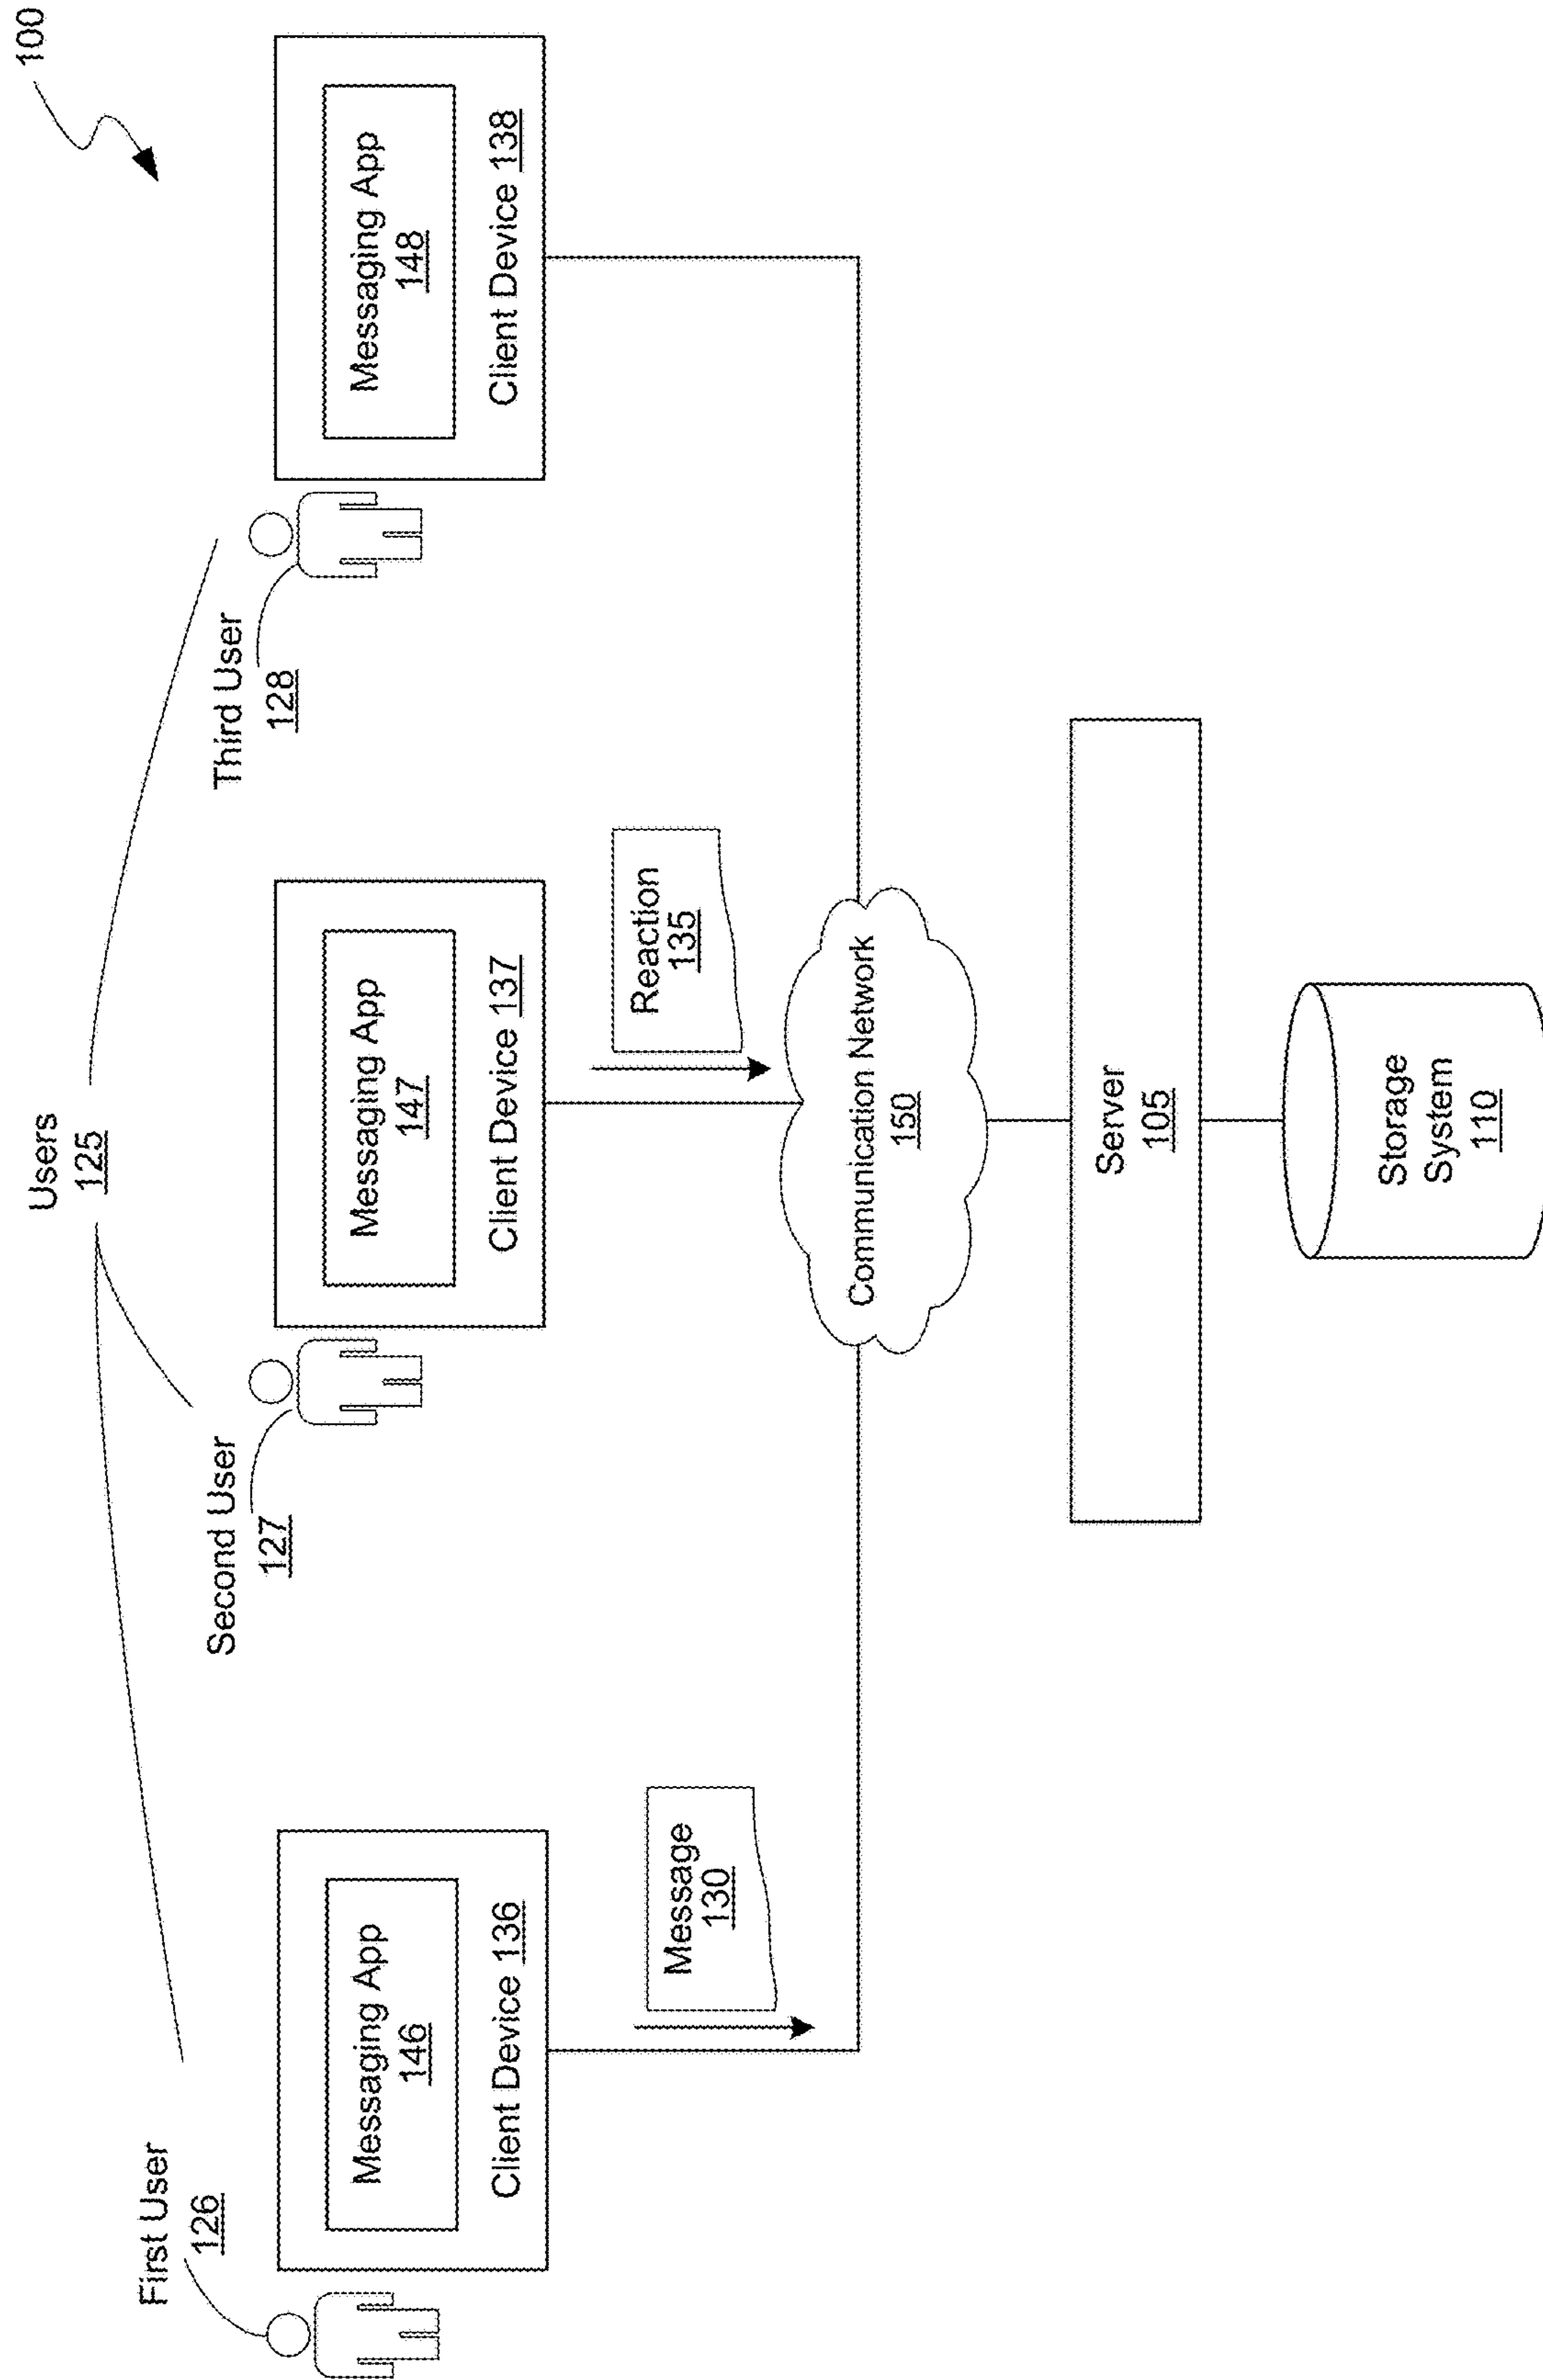 100
Users
125
First User
126
Second User
127
Third User
128
Messaging App
146
Client Device 136
Messaging App
147
Client Device 137
Messaging App
148
Client Device 138
Message
130
Reaction
135
Communication Network
150
Server
105
Storage
System
110